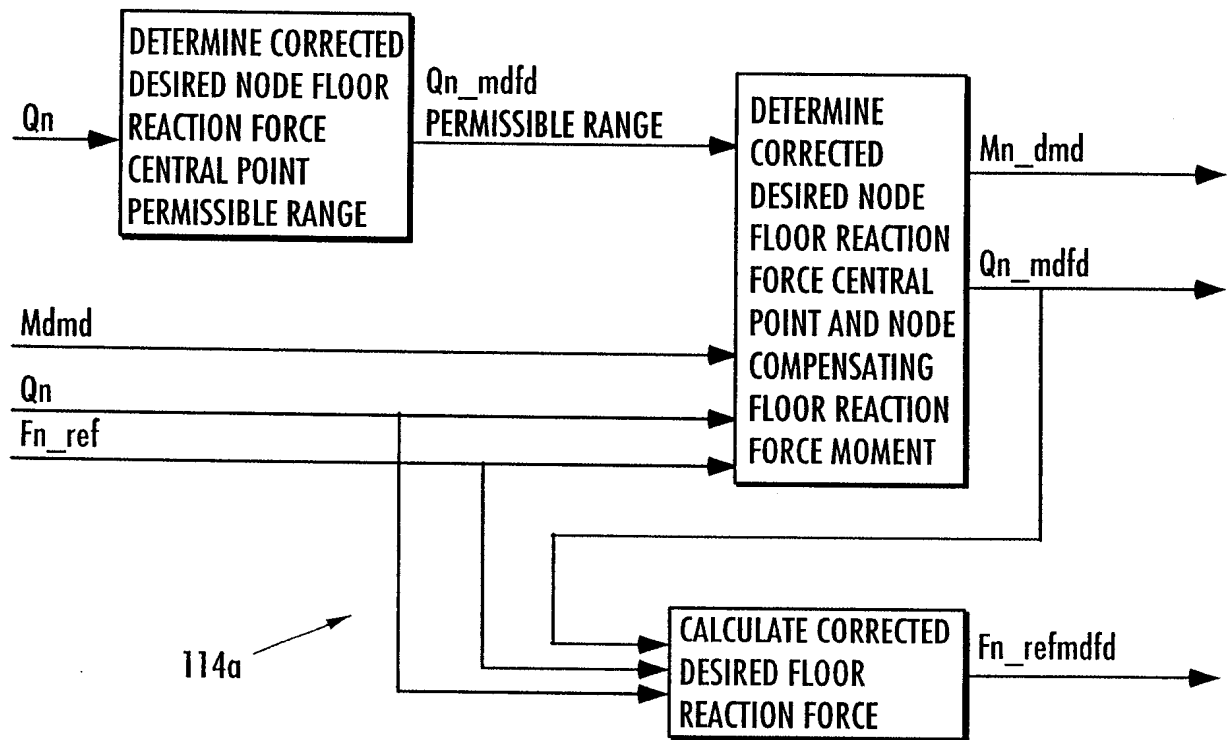 Qn
DETERMINE CORRECTED
DESIRED NODE FLOOR
REACTION FORCE
CENTRAL POINT
PERMISSIBLE RANGE
Qn_mdfd
PERMISSIBLE RANGE
Mdmd
Qn
Fn_ref
DETERMINE
CORRECTED
DESIRED NODE
FLOOR REACTION
FORCE CENTRAL
POINT AND NODE
COMPENSATING
FLOOR REACTION
FORCE MOMENT
Mn_dmd
Qn_mdfd
114a
CALCULATE CORRECTED
DESIRED FLOOR
REACTION FORCE
Fn_refmdfd